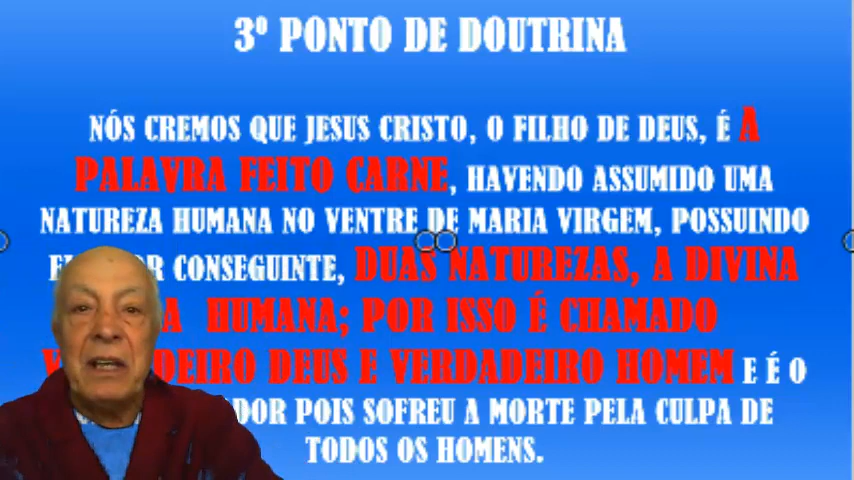 3º PONTO DE DOUTRINA
NÓS CREMOS QUE JESUS CRISTO, O FILHO DE DEUS, É A
PALAVRA FEITO CARNE, HAVENDO ASSUMIDO UMA
NATUREZA HUMANA NO VENTRE DE MARIA VIRGEM, POSSUINDO
CONSEGUINTE, DUAS NATUREZAS, A DIVINA
A HUMANA; POR ISSO É CHAMADO
DEUS E VERDADEIRO HOMEM E É O
POIS SOFREU A MORTE PELA CULPA DE
TODOS OS HOMENS.